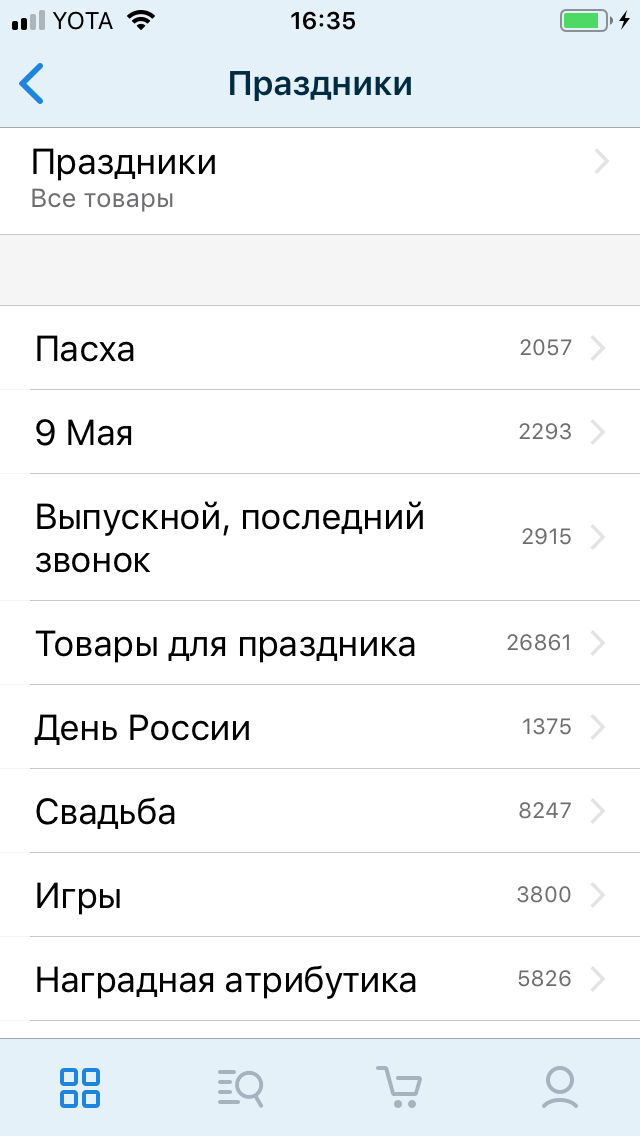 YOTA 16:35
Праздники
Праздники
Все товары
Пасха 2057
9 Мая 2293
Выпускной, последний
звонок 2915
Товары для праздника 26861
День России 1375
Свадьба 8247
Игры 3800
Наградная атрибутика 5826